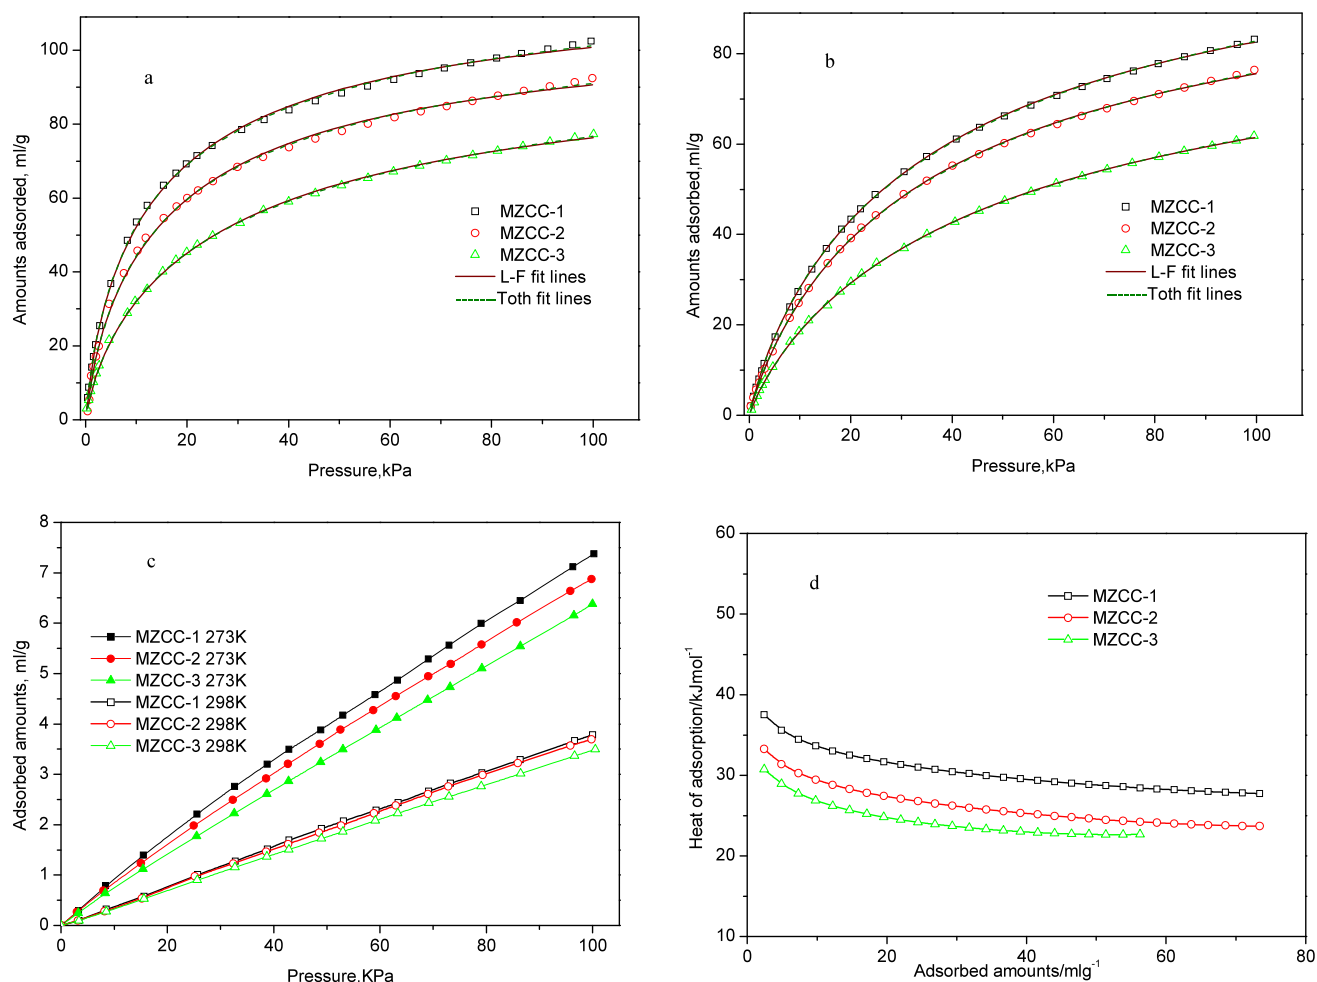 a
Amounts adsorded, ml/g
100
80
60
40
20
0
MZCC-1
MZCC-2
MZCC-3
L-F fit lines
Toth fit lines
0 20 40 60 80 100
Pressure,kPa
b
Amounts adsorbed,ml/g
80
60
40
20
0
MZCC-1
MZCC-2
MZCC-3
L-F fit lines
Toth fit lines
0 20 40 60 80 100
Pressure,kPa
c
Adsorbed amounts, ml/g
8
7
6
5
4
3
2
1
0
MZCC-1 273K
MZCC-2 273K
MZCC-3 273K
MZCC-1 298K
MZCC-2 298K
MZCC-3 298K
0 20 40 60 80 100
Pressure,KPa
d
Heat of adsorption/kJmol⁻¹
60
50
40
30
20
10
MZCC-1
MZCC-2
MZCC-3
0 20 40 60 80
Adsorbed amounts/mlg⁻¹